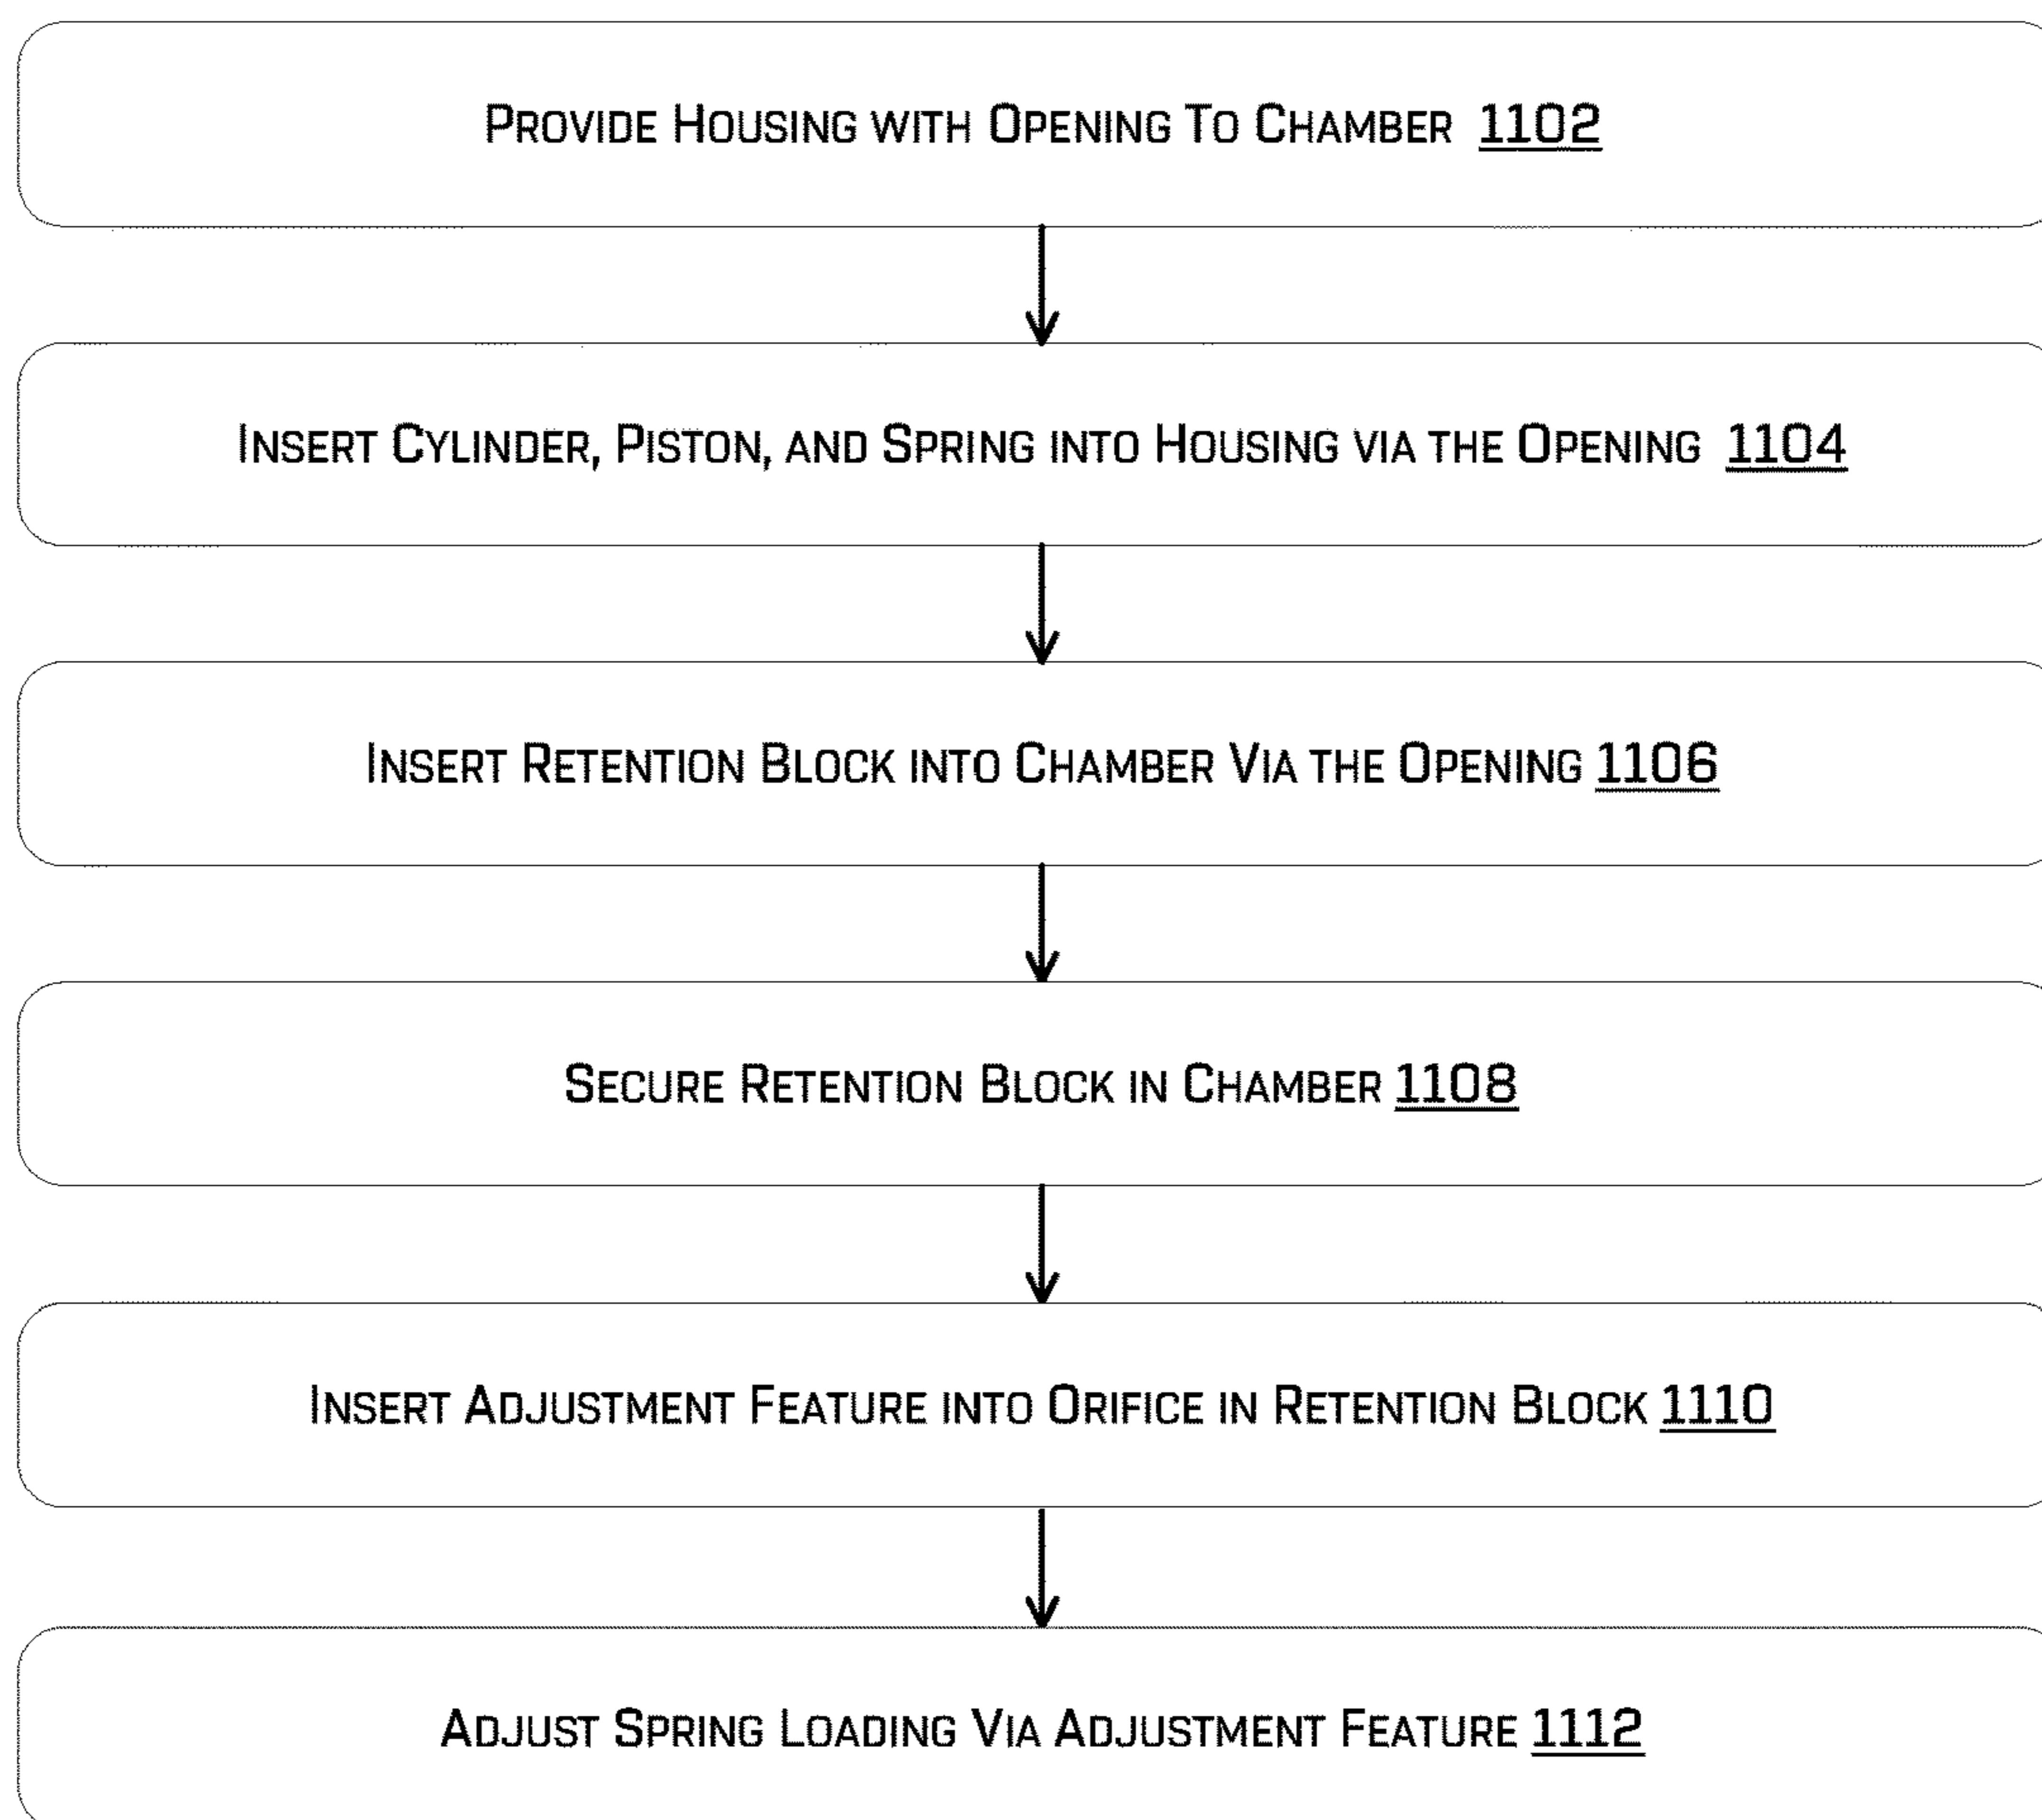 Provide Housing with Opening To Chamber 1102
Insert Cylinder, Piston, and Spring into Housing via the Opening 1104
Insert Retention Block into Chamber Via the Opening 1106
Secure Retention Block in Chamber 1108
Insert Adjustment Feature into Orifice in Retention Block 1110
Adjust Spring Loading Via Adjustment Feature 1112